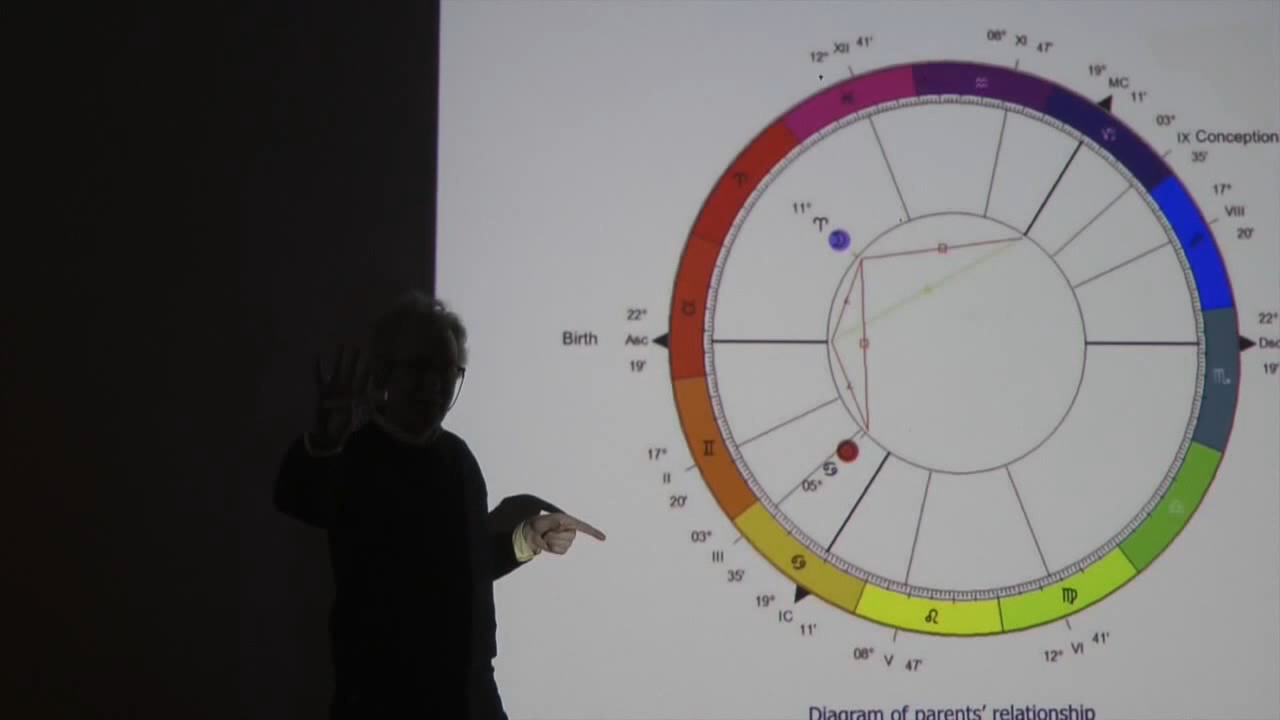 12° XII 41'
08° XI 47'
19° MC 11'
03° IX Conception
35'
17° VIII
20'
11° ♈
22°
Birth Asc
19'
22°
Dsc
19'
♋
05°
17°
II
20'
03°
III
35'
19°
IC
11'
08° V 47'
12° VI 41'
Diagram of parents' relationship